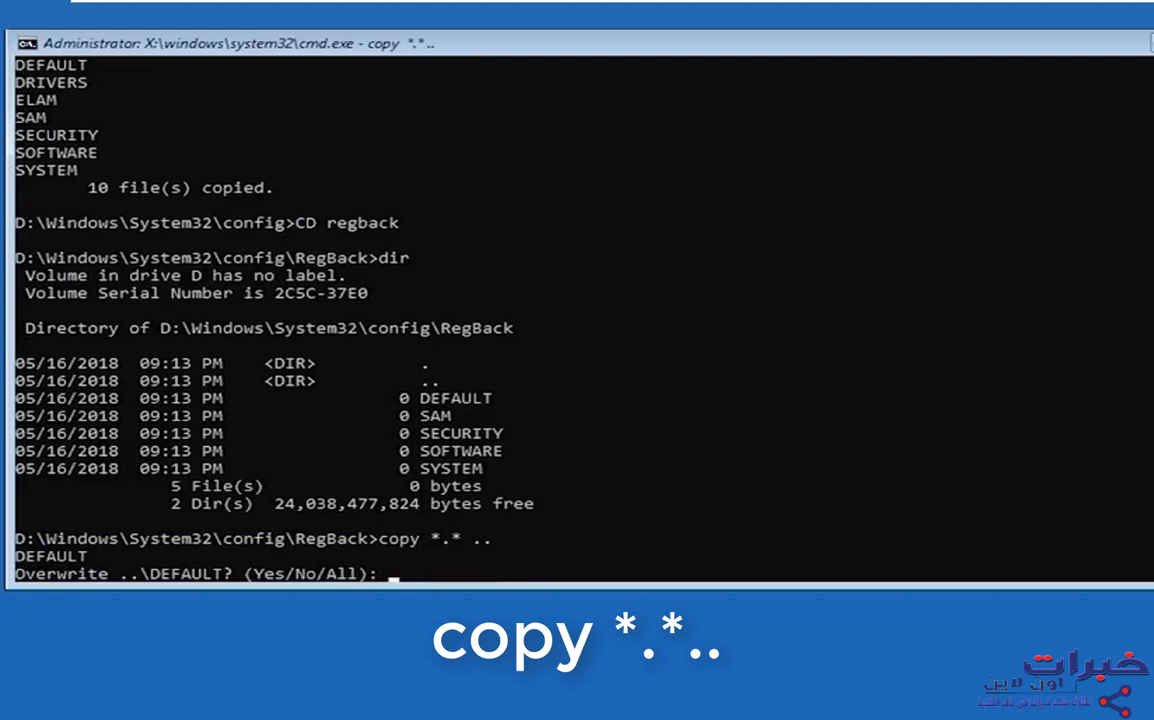 Administrator: X:\windows\system32\cmd.exe - copy *.*..
DEFAULT
DRIVERS
ELAM
SAM
SECURITY
SOFTWARE
SYSTEM
10 file(s) copied.
D:\Windows\System32\config>CD regback
D:\Windows\System32\config\RegBack>dir
Volume in drive D has no label.
Volume Serial Number is 2C5C-37E0
Directory of D:\Windows\System32\config\RegBack
05/16/2018 09:13 PM <DIR> .
05/16/2018 09:13 PM <DIR> ..
05/16/2018 09:13 PM 0 DEFAULT
05/16/2018 09:13 PM 0 SAM
05/16/2018 09:13 PM 0 SECURITY
05/16/2018 09:13 PM 0 SOFTWARE
05/16/2018 09:13 PM 0 SYSTEM
5 File(s) 0 bytes
2 Dir(s) 24,038,477,824 bytes free
D:\Windows\System32\config\RegBack>copy *.* ..
DEFAULT
Overwrite ..\DEFAULT? (Yes/No/All):
copy *.*..
خبرات
اون لاين